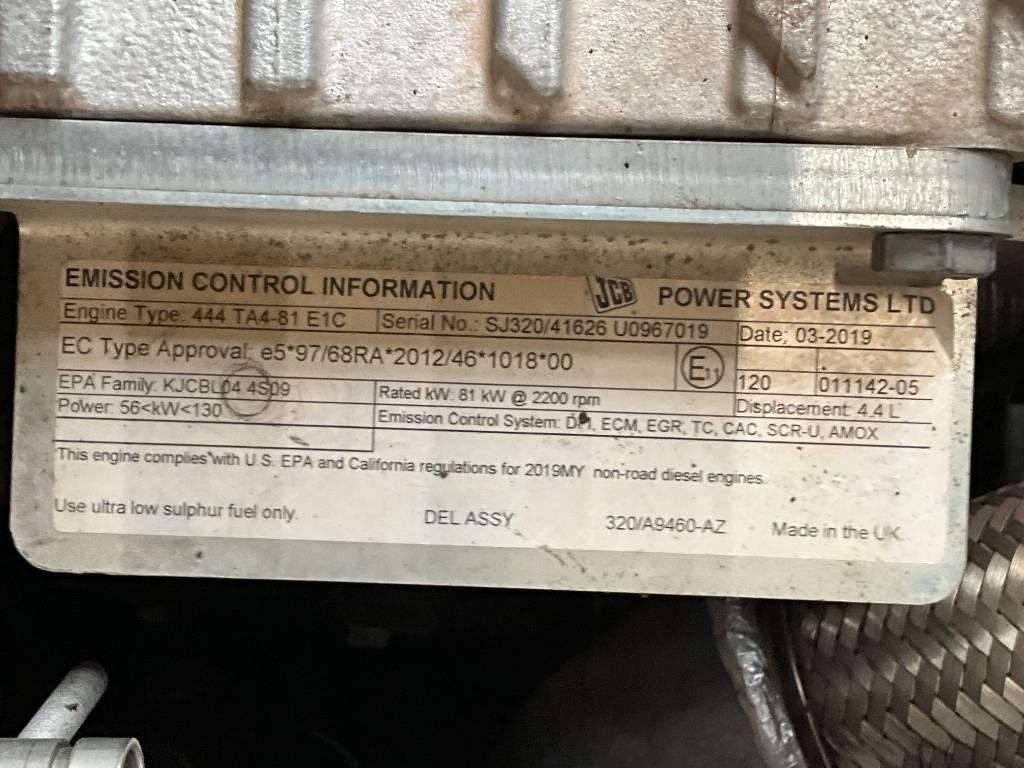 EMISSION CONTROL INFORMATION JCB POWER SYSTEMS LTD
Engine Type: 444 TA4-81 E1C Serial No.: SJ320/41626 U0967019 Date: 03-2019
EC Type Approval: e5*97/68RA*2012/46*1018*00 E11 120 011142-05
EPA Family: KJCBL04.4S09 Rated kW: 81 kW @ 2200 rpm Displacement: 4.4 L
Power: 56<kW<130 Emission Control System: ECM, EGR, TC, CAC, SCR-U, AMOX
This engine complies with U.S. EPA and California regulations for 2019MY non-road diesel engines.
Use ultra low sulphur fuel only. DEL ASSY 320/A9460-AZ Made in the UK